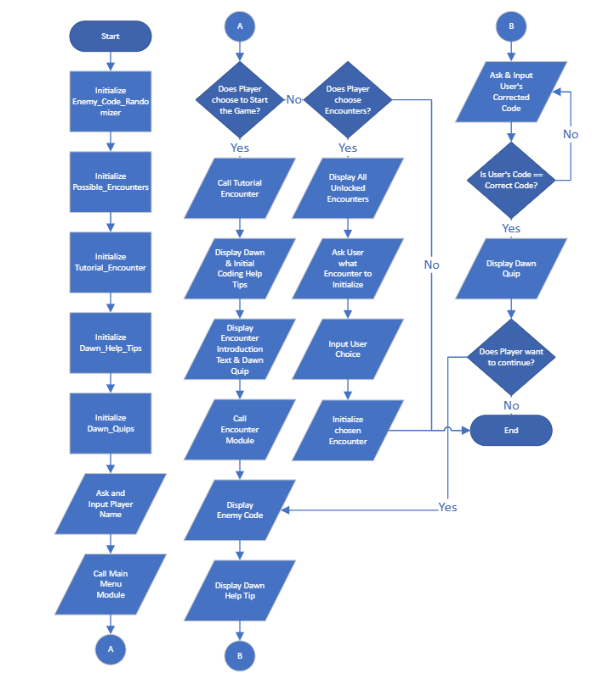 Start
Initialize
Enemy_Code_Rando
mizer
Initialize
Possible_Encounters
Initialize
Tutorial_Encounter
Initialize
Dawn_Help_Tips
Initialize
Dawn_Quips
Ask and
Input Player
Name
Call Main
Menu
Module
A
A
Does Player
choose to Start
the Game?
No
Yes
Call Tutorial
Encounter
Display Dawn
& Initial
Coding Help
Tips
Display
Encounter
Introduction
Text & Dawn
Quip
Call
Encounter
Module
Display
Enemy Code
Display Dawn
Help Tip
B
Does Player
choose
Encounters?
Yes
No
Display All
Unlocked
Encounters
Ask User
what
Encounter to
Initialize
Input User
Choice
Initialize
chosen
Encounter
B
Ask & Input
User's
Corrected
Code
No
Is User's Code ==
Correct Code?
Yes
Display Dawn
Quip
Does Player want
to continue?
No
End
Yes